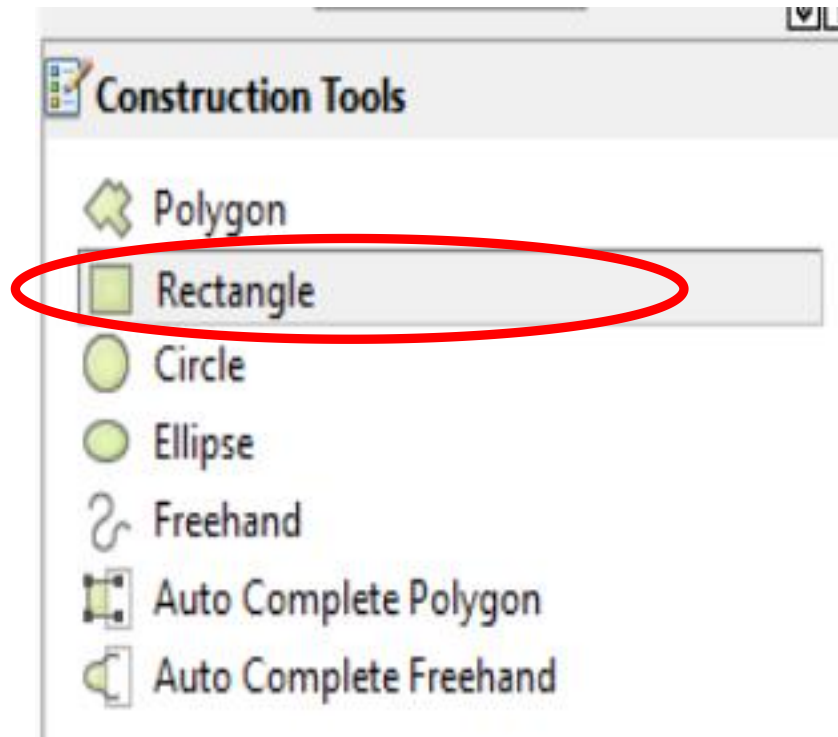 Construction Tools
Polygon
Rectangle
Circle
Ellipse
Freehand
Auto Complete Polygon
Auto Complete Freehand